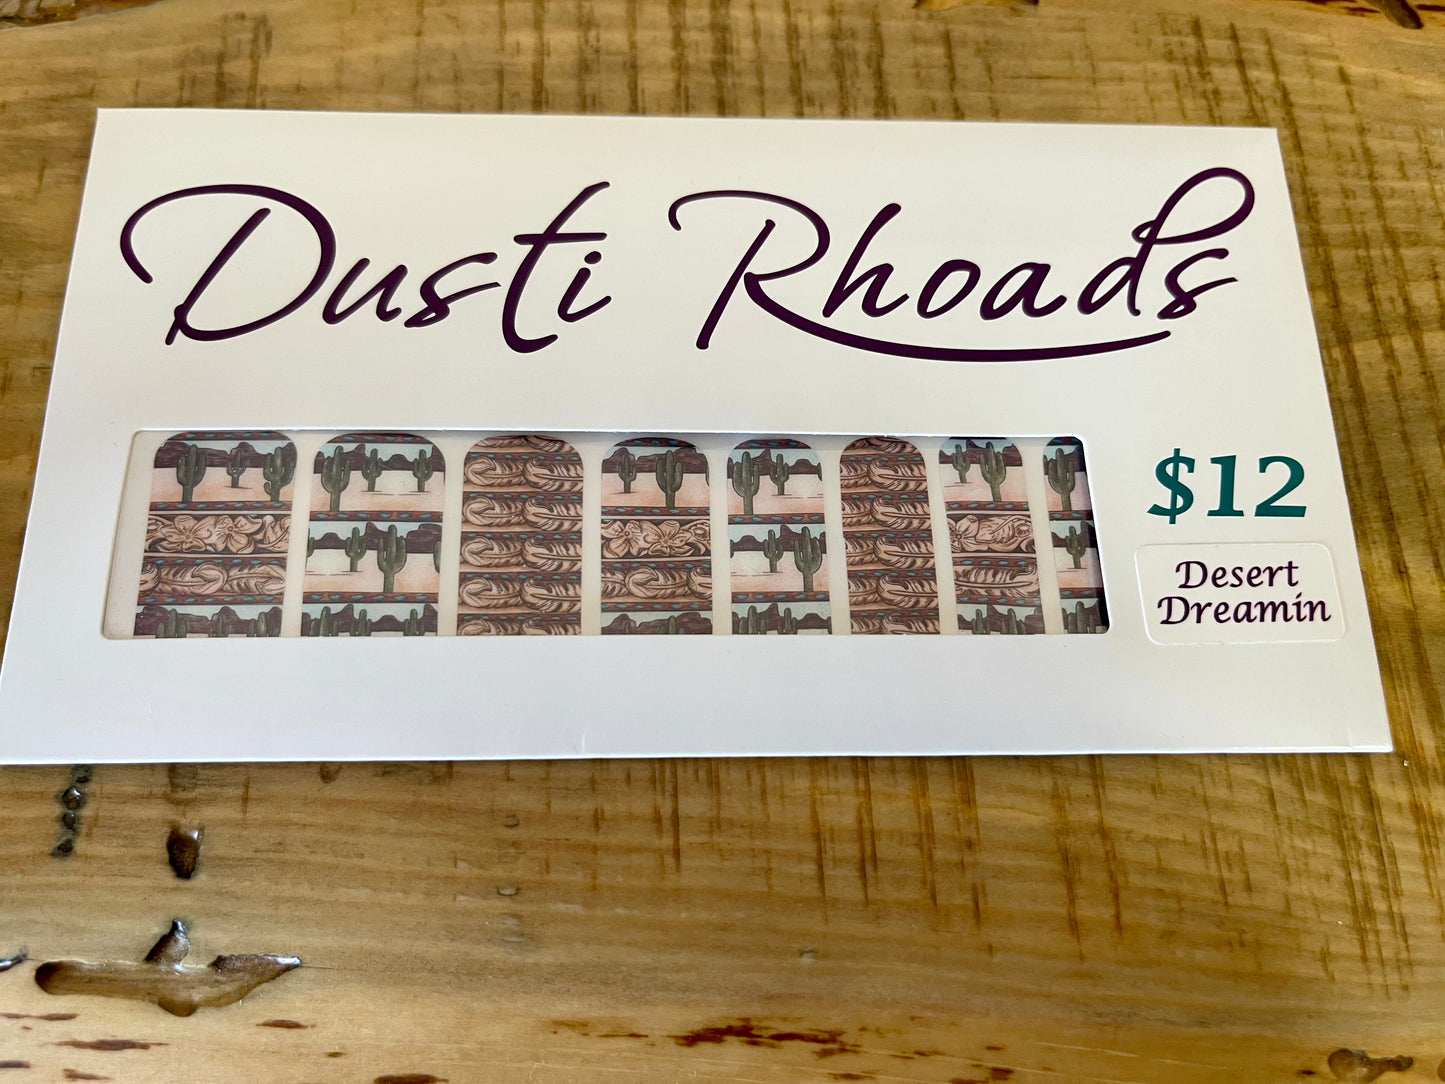 Dusti Rhoads
$12
Desert
Dreamin